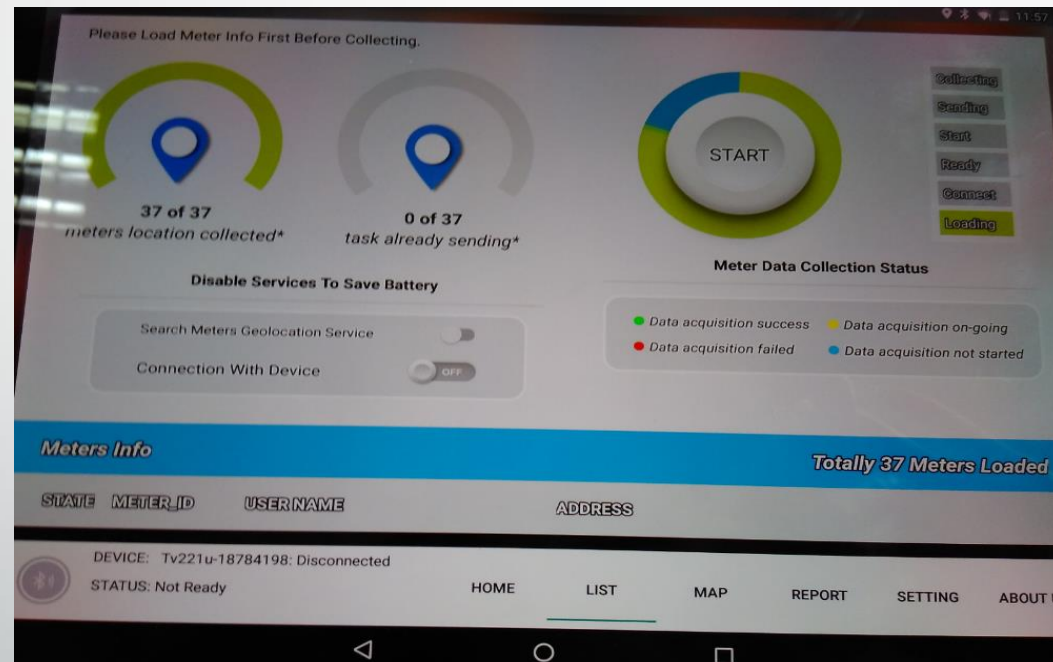 11:57
Please Load Meter Info First Before Collecting.
Collecting
Sending
Start
Ready
Connect
Loading
START
37 of 37
meters location collected*
0 of 37
task already sending*
Meter Data Collection Status
Disable Services To Save Battery
Data acquisition success
Data acquisition on-going
Data acquisition failed
Data acquisition not started
Search Meters Geolocation Service
Connection With Device
OFF
Meters Info
Totally 37 Meters Loaded
STATE METER_ID USER NAME ADDRESS
DEVICE: Tv221u-18784198: Disconnected
STATUS: Not Ready
HOME LIST MAP REPORT SETTING ABOUT